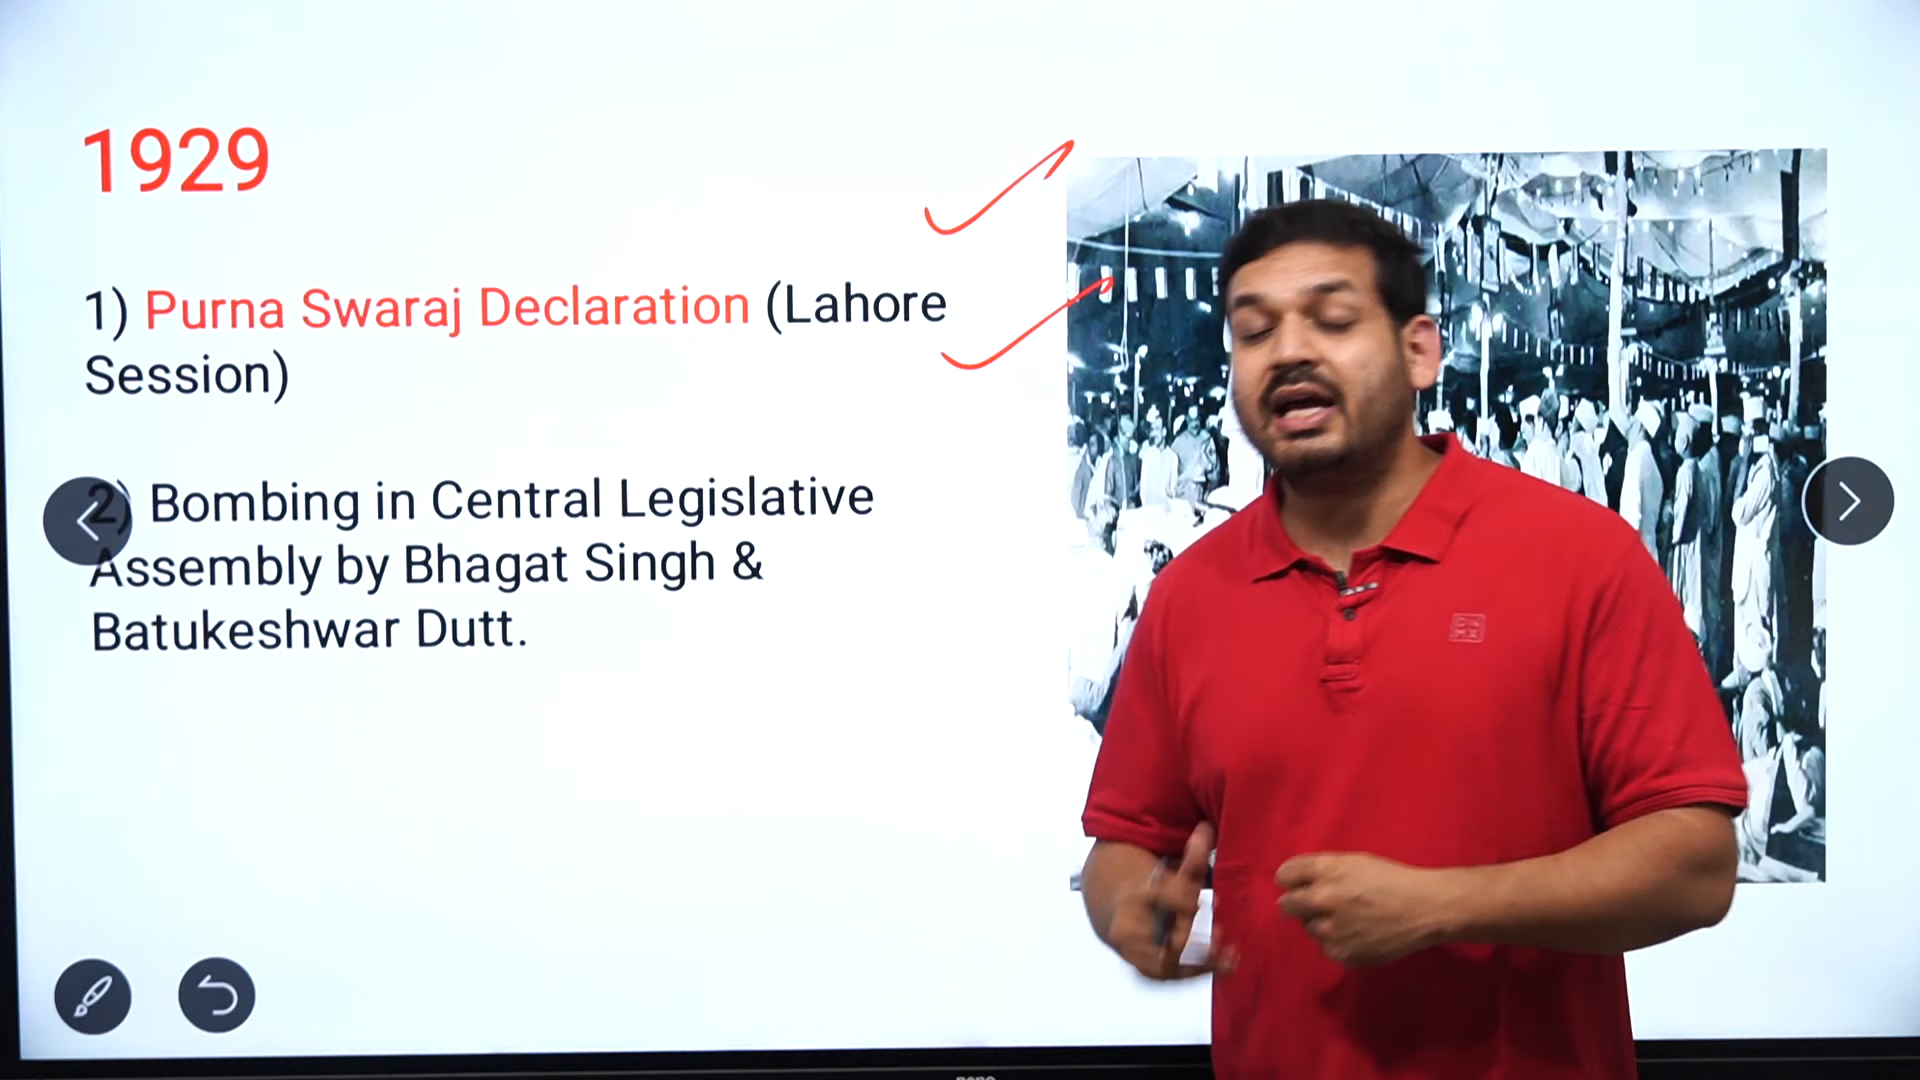 1929
1) Purna Swaraj Declaration (Lahore
Session)
2) Bombing in Central Legislative
Assembly by Bhagat Singh &
Batukeshwar Dutt.